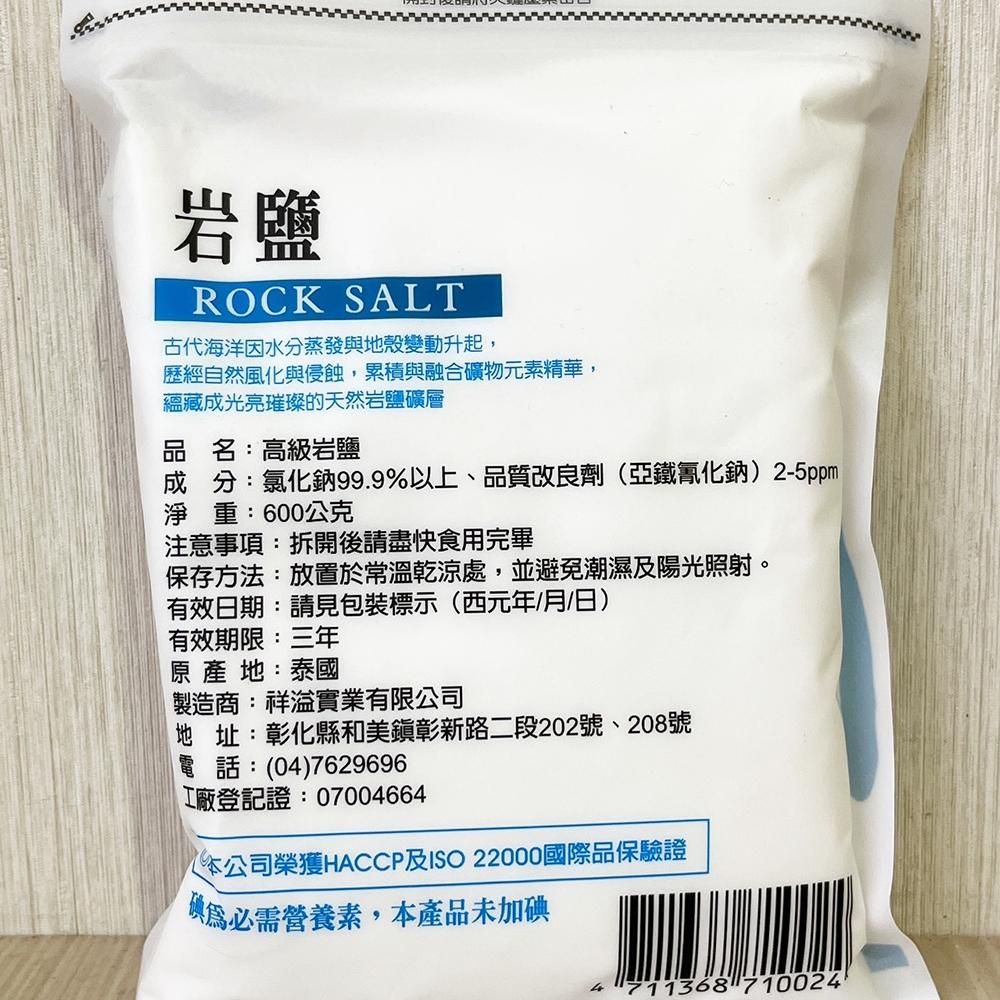 岩鹽
ROCK SALT
古代海洋因水分蒸發與地殼變動升起，
歷經自然風化與侵蝕，累積與融合礦物元素精華，
蘊藏成光亮璀璨的天然岩鹽礦層
品　名：高級岩鹽
成　分：氯化鈉99.9%以上、品質改良劑（亞鐵氰化鈉）2-5ppm
淨　重：600公克
注意事項：拆開後請盡快食用完畢
保存方法：放置於常溫乾涼處，並避免潮濕及陽光照射。
有效日期：請見包裝標示（西元年/月/日）
有效期限：三年
原 產 地：泰國
製造商：祥溢實業有限公司
地　址：彰化縣和美鎮彰新路二段202號、208號
電　話：(04)7629696
工廠登記證：07004664
本公司榮獲HACCP及ISO 22000國際品保驗證
碘為必需營養素，本產品未加碘
4 711368 710024